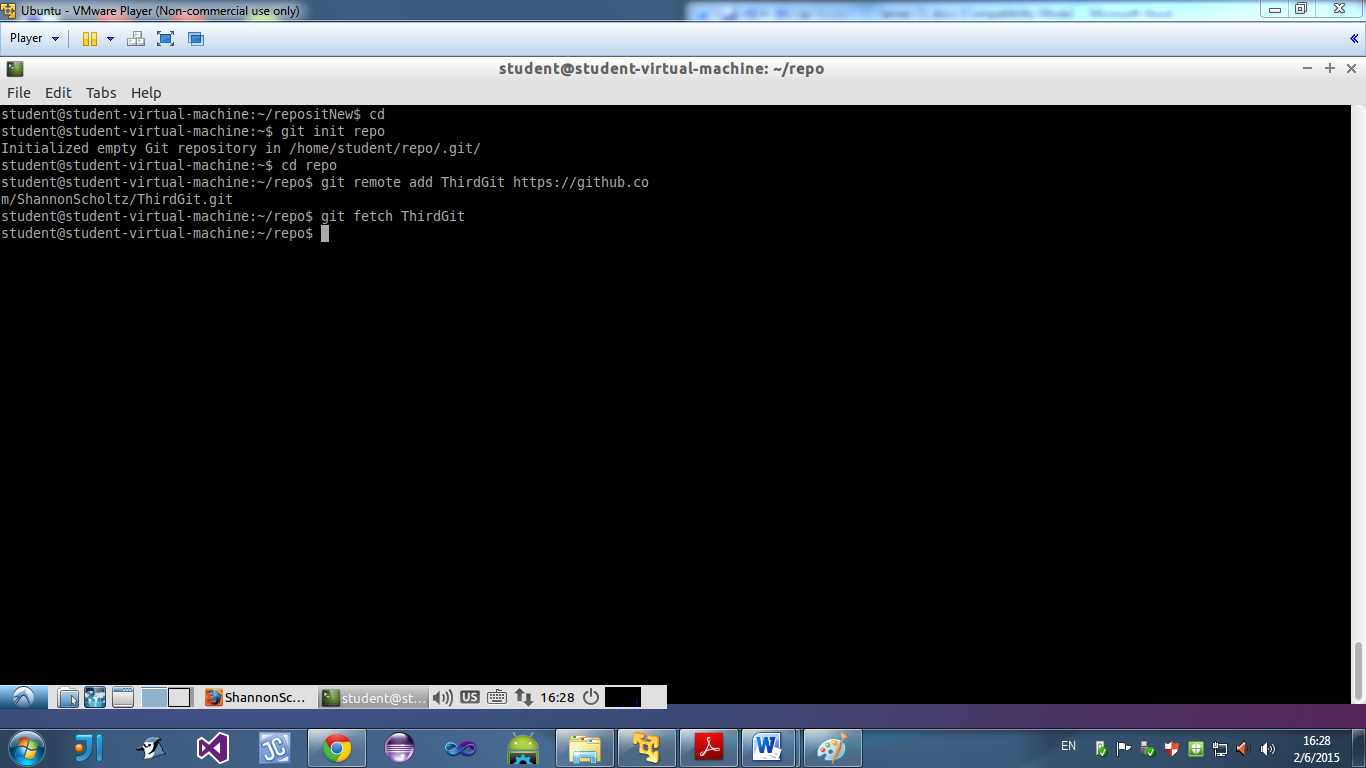 Ubuntu - VMware Player (Non-commercial use only)
Player
student@student-virtual-machine: ~/repo
File Edit Tabs Help
student@student-virtual-machine:~/repositNew$ cd
student@student-virtual-machine:~$ git init repo
Initialized empty Git repository in /home/student/repo/.git/
student@student-virtual-machine:~$ cd repo
student@student-virtual-machine:~/repo$ git remote add ThirdGit https://github.co
m/ShannonScholtz/ThirdGit.git
student@student-virtual-machine:~/repo$ git fetch ThirdGit
student@student-virtual-machine:~/repo$
ShannonSc... student@st... US 16:28
JI JC W EN 16:28
2/6/2015